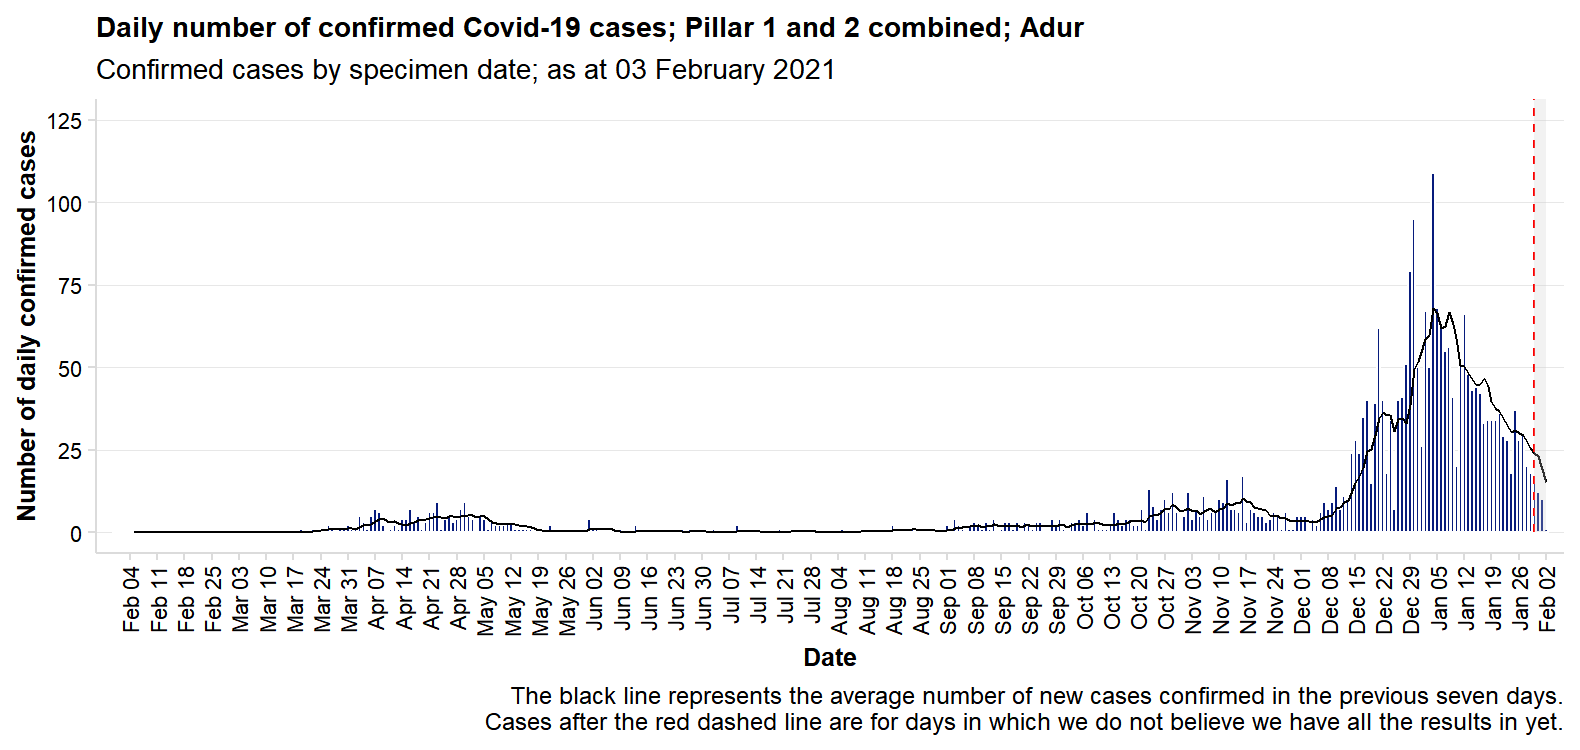 Daily number of confirmed Covid-19 cases; Pillar 1 and 2 combined; Adur
Confirmed cases by specimen date; as at 03 February 2021
Number of daily confirmed cases
125
100
75
50
25
0
Feb 04
Feb 11
Feb 18
Feb 25
Mar 03
Mar 10
Mar 17
Mar 24
Mar 31
Apr 07
Apr 14
Apr 21
Apr 28
May 05
May 12
May 19
May 26
Jun 02
Jun 09
Jun 16
Jun 23
Jun 30
Jul 07
Jul 14
Jul 21
Jul 28
Aug 04
Aug 11
Aug 18
Aug 25
Sep 01
Sep 08
Sep 15
Sep 22
Sep 29
Oct 06
Oct 13
Oct 20
Oct 27
Nov 03
Nov 10
Nov 17
Nov 24
Dec 01
Dec 08
Dec 15
Dec 22
Dec 29
Jan 05
Jan 12
Jan 19
Jan 26
Feb 02
Date
The black line represents the average number of new cases confirmed in the previous seven days.
Cases after the red dashed line are for days in which we do not believe we have all the results in yet.